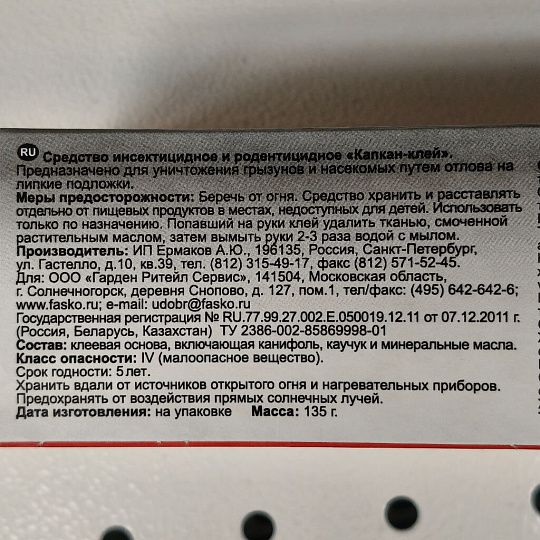 RU Средство инсектицидное и родентицидное «Капкан-клей».
Предназначено для уничтожения грызунов и насекомых путем отлова на
липкие подложки.
Меры предосторожности: Беречь от огня. Средство хранить и расставлять
отдельно от пищевых продуктов в местах, недоступных для детей. Использовать
только по назначению. Попавший на руки клей удалить тканью, смоченной
растительным маслом, затем вымыть руки 2-3 раза водой с мылом.
Производитель: ИП Ермаков А.Ю., 196135, Россия, Санкт-Петербург,
ул. Гастелло, д.10, кв.39, тел. (812) 315-49-17, факс (812) 571-52-45.
Для: ООО «Гарден Ритейл Сервис», 141504, Московская область,
г. Солнечногорск, деревня Снопово, д. 127, пом.1, тел/факс: (495) 642-642-6;
www.fasko.ru; e-mail: udobr@fasko.ru
Государственная регистрация № RU.77.99.27.002.Е.050019.12.11 от 07.12.2011 г.
(Россия, Беларусь, Казахстан) ТУ 2386-002-85869998-01
Состав: клеевая основа, включающая канифоль, каучук и минеральные масла.
Класс опасности: IV (малоопасное вещество).
Срок годности: 5 лет.
Хранить вдали от источников открытого огня и нагревательных приборов.
Предохранять от воздействия прямых солнечных лучей.
Дата изготовления: на упаковке Масса: 135 г.